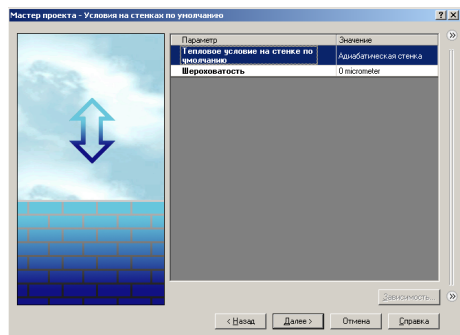 Мастер проекта - Условия на стенках по умолчанию
Параметр Значение
Тепловое условие на стенке по умолчанию Адиабатическая стенка
Шероховатость 0 micrometer
Зависимость...
< Назад Далее > Отмена Справка